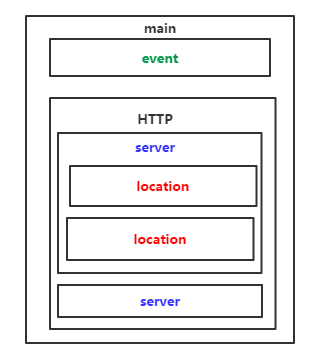 main
event
HTTP
server
location
location
server